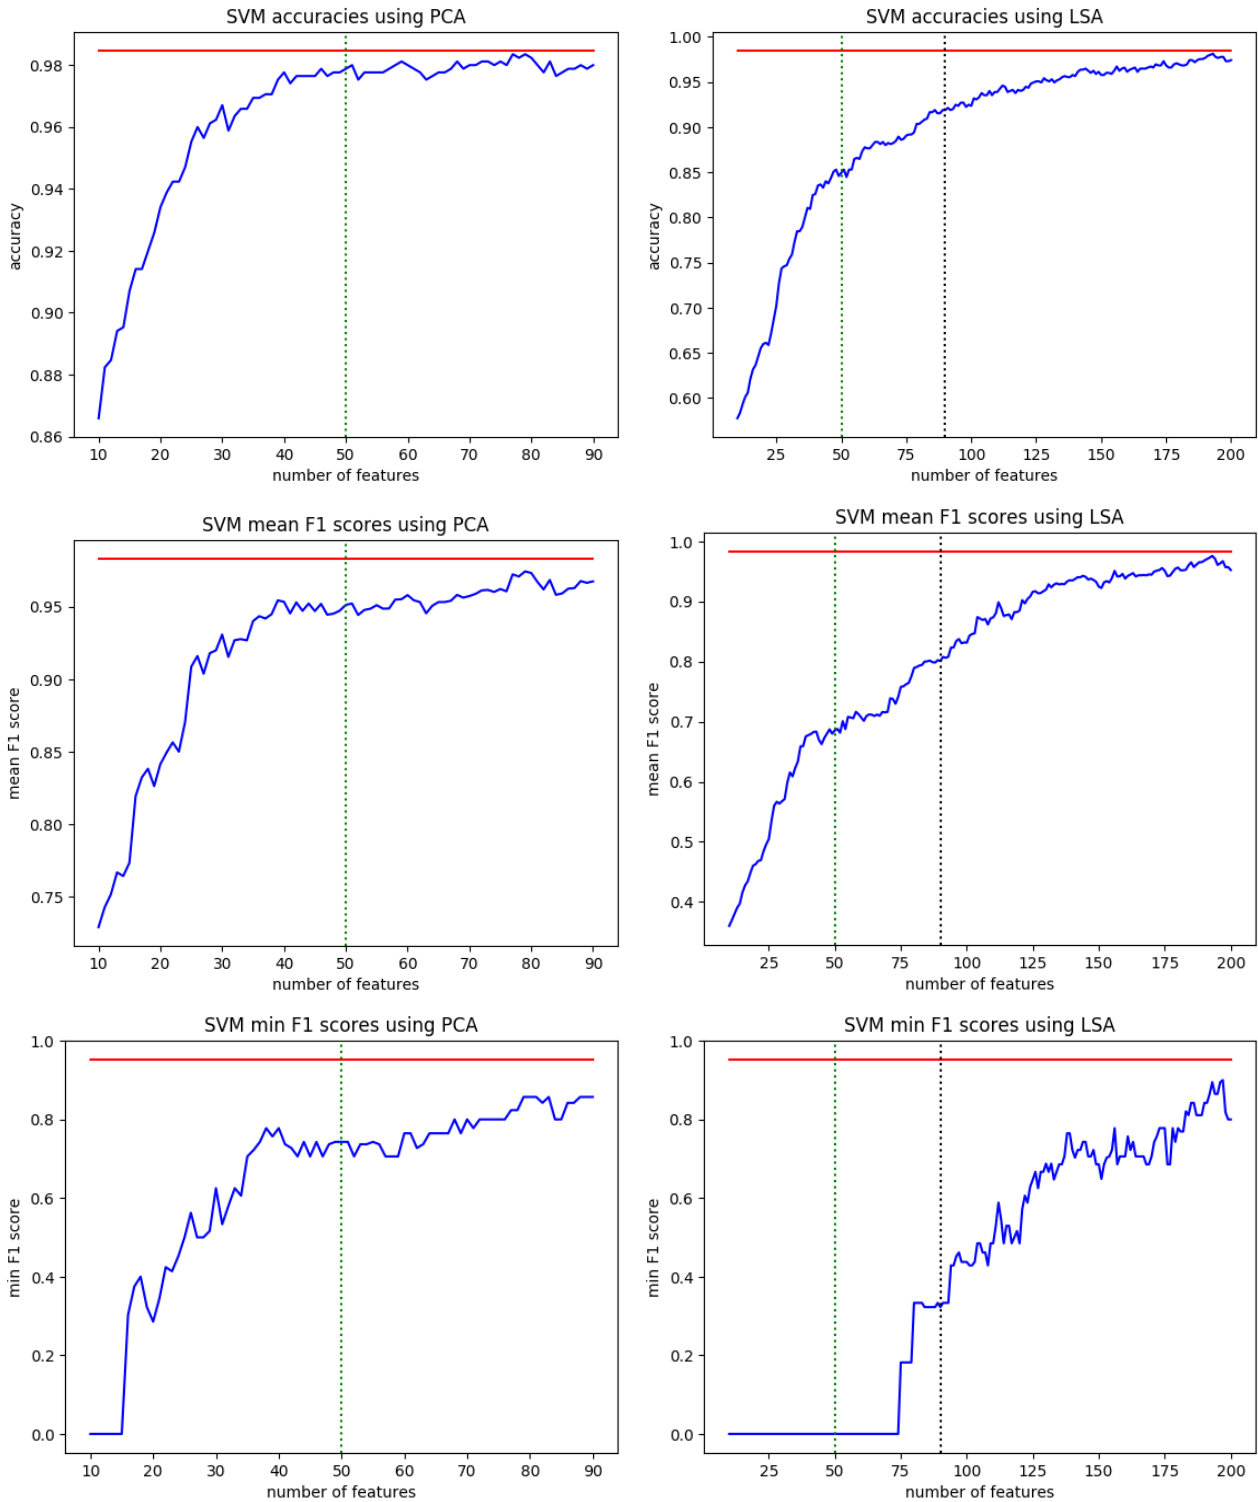 SVM accuracies using PCA
0.98
0.96
0.94
0.92
0.90
0.88
0.86
accuracy
10 20 30 40 50 60 70 80 90
number of features
SVM accuracies using LSA
1.00
0.95
0.90
0.85
0.80
0.75
0.70
0.65
0.60
accuracy
25 50 75 100 125 150 175 200
number of features
SVM mean F1 scores using PCA
0.95
0.90
0.85
0.80
0.75
mean F1 score
10 20 30 40 50 60 70 80 90
number of features
SVM mean F1 scores using LSA
1.0
0.9
0.8
0.7
0.6
0.5
0.4
mean F1 score
25 50 75 100 125 150 175 200
number of features
SVM min F1 scores using PCA
1.0
0.8
0.6
0.4
0.2
0.0
min F1 score
10 20 30 40 50 60 70 80 90
number of features
SVM min F1 scores using LSA
1.0
0.8
0.6
0.4
0.2
0.0
min F1 score
25 50 75 100 125 150 175 200
number of features